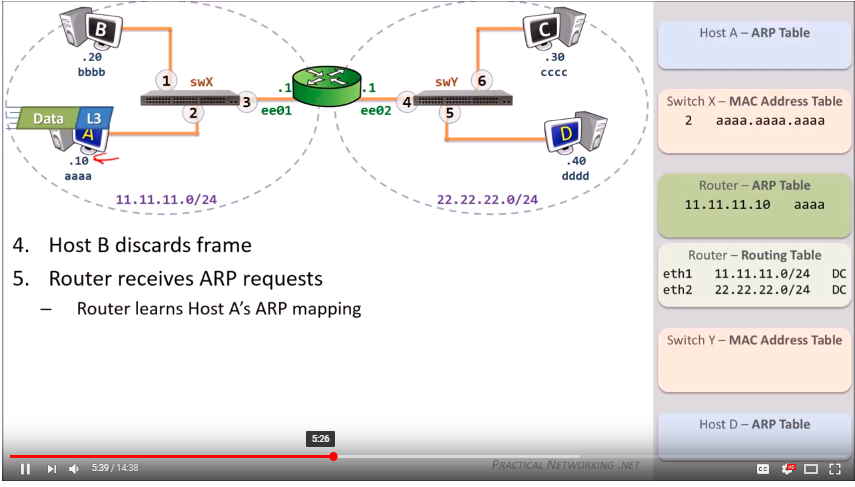 B
.20
bbbb
1
swX
2
3
Data L3
A
.10
aaaa
11.11.11.0/24
.1
ee01
.1
ee02
C
.30
cccc
6
swY
4
5
D
.40
dddd
22.22.22.0/24
4. Host B discards frame
5. Router receives ARP requests
– Router learns Host A’s ARP mapping
Host A – ARP Table
Switch X – MAC Address Table
2 aaaa.aaaa.aaaa
Router – ARP Table
11.11.11.10 aaaa
Router – Routing Table
eth1 11.11.11.0/24 DC
eth2 22.22.22.0/24 DC
Switch Y – MAC Address Table
Host D – ARP Table
5:26
5:39 / 14:38
PRACTICAL NETWORKING .NET
CC
HD